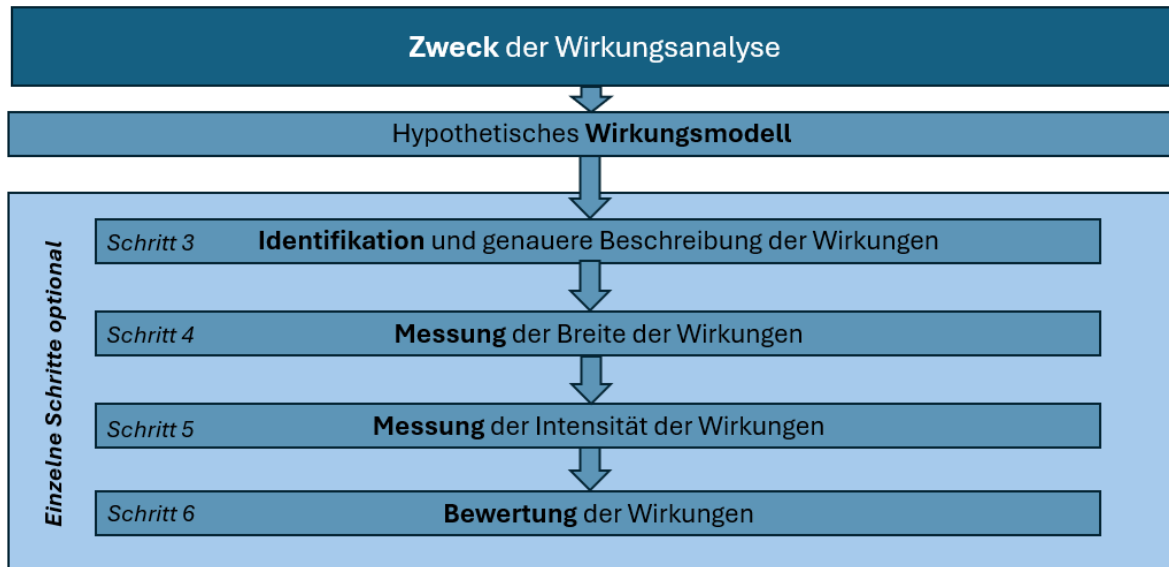 Zweck der Wirkungsanalyse
Hypothetisches Wirkungsmodell
Einzelne Schritte optional
Schritt 3 Identifikation und genauere Beschreibung der Wirkungen
Schritt 4 Messung der Breite der Wirkungen
Schritt 5 Messung der Intensität der Wirkungen
Schritt 6 Bewertung der Wirkungen